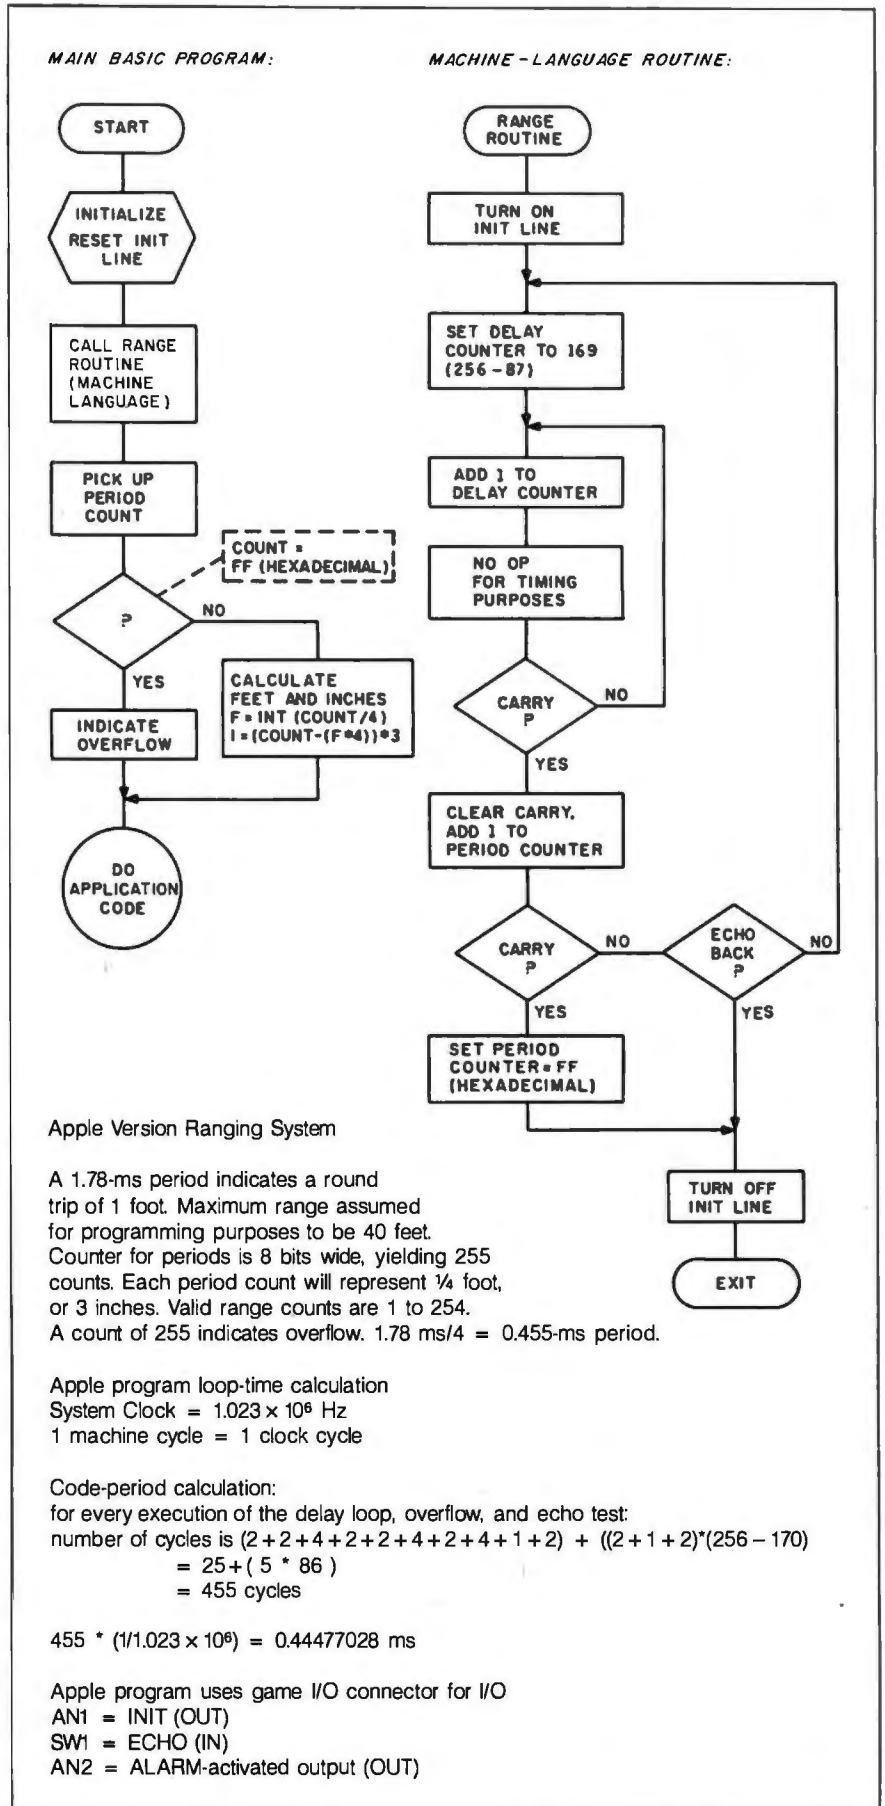 MAIN BASIC PROGRAM:
START
INITIALIZE
RESET INIT
LINE
CALL RANGE
ROUTINE
(MACHINE
LANGUAGE)
PICK UP
PERIOD
COUNT
COUNT =
FF (HEXADECIMAL)
?
NO
YES
CALCULATE
FEET AND INCHES
F = INT (COUNT/4)
I = (COUNT-(F*4))*3
INDICATE
OVERFLOW
DO
APPLICATION
CODE
MACHINE-LANGUAGE ROUTINE:
RANGE
ROUTINE
TURN ON
INIT LINE
SET DELAY
COUNTER TO 169
(256-87)
ADD 1 TO
DELAY COUNTER
NO OP
FOR TIMING
PURPOSES
CARRY
?
NO
YES
CLEAR CARRY,
ADD 1 TO
PERIOD COUNTER
CARRY
?
NO
YES
ECHO
BACK
?
NO
YES
SET PERIOD
COUNTER=FF
(HEXADECIMAL)
TURN OFF
INIT LINE
EXIT
Apple Version Ranging System
A 1.78-ms period indicates a round
trip of 1 foot. Maximum range assumed
for programming purposes to be 40 feet.
Counter for periods is 8 bits wide, yielding 255
counts. Each period count will represent ¼ foot,
or 3 inches. Valid range counts are 1 to 254.
A count of 255 indicates overflow. 1.78 ms/4 = 0.455-ms period.
Apple program loop-time calculation
System Clock = 1.023 × 10⁶ Hz
1 machine cycle = 1 clock cycle
Code-period calculation:
for every execution of the delay loop, overflow, and echo test:
number of cycles is (2+2+4+2+2+4+2+4+1+2) + ((2+1+2)*(256-170)
= 25+( 5 * 86 )
= 455 cycles
455 * (1/1.023 × 10⁶) = 0.44477028 ms
Apple program uses game I/O connector for I/O
AN1 = INIT (OUT)
SW1 = ECHO (IN)
AN2 = ALARM-activated output (OUT)